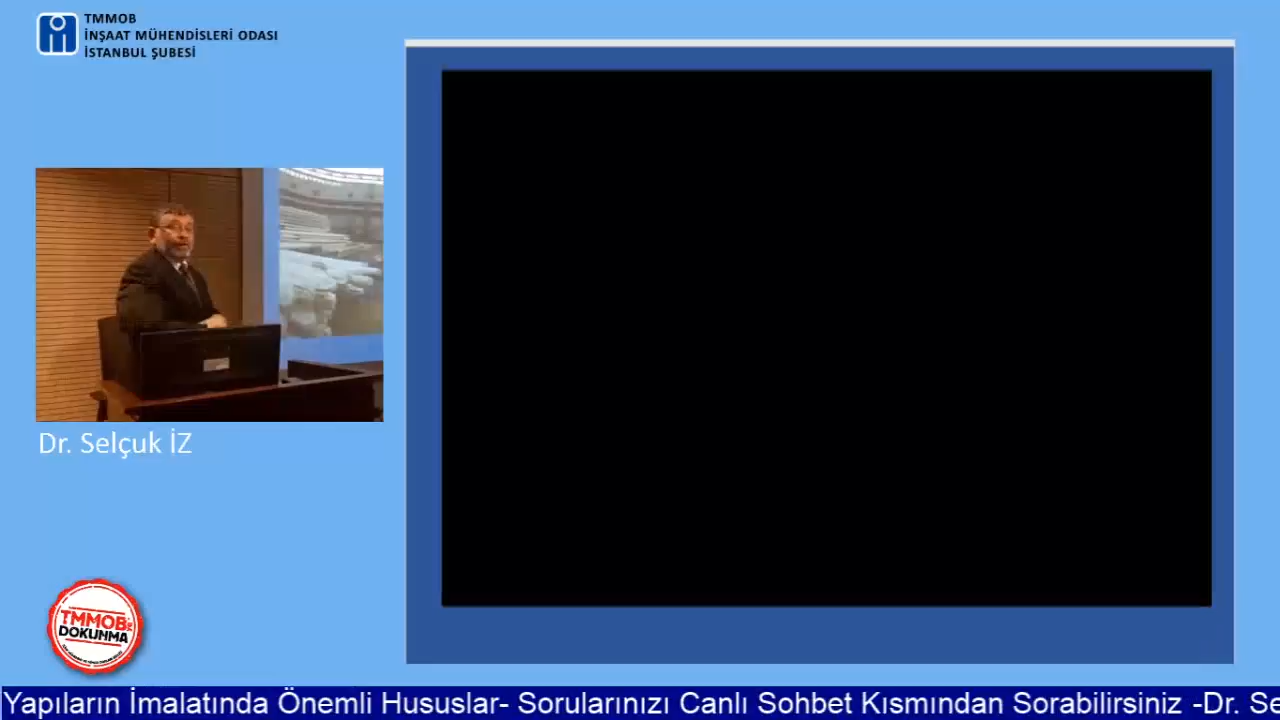 TMMOB
İNŞAAT MÜHENDİSLERİ ODASI
İSTANBUL ŞUBESİ
Dr. Selçuk İZ
TMMOB'YE
DOKUNMA
Yapıların İmalatında Önemli Hususlar- Sorularınızı Canlı Sohbet Kısmından Sorabilirsiniz -Dr. Se